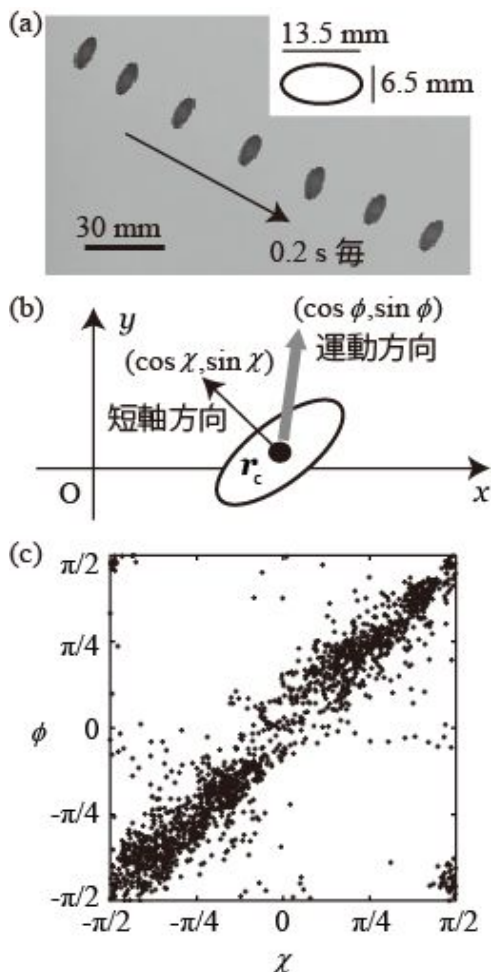 (a)
13.5 mm
6.5 mm
30 mm
0.2 s 毎
(b)
y
(cos ϕ,sin ϕ)
運動方向
(cos χ,sin χ)
短軸方向
r_c
O
x
(c)
π/2
π/4
ϕ 0
-π/4
-π/2
-π/2 -π/4 0 π/4 π/2
χ